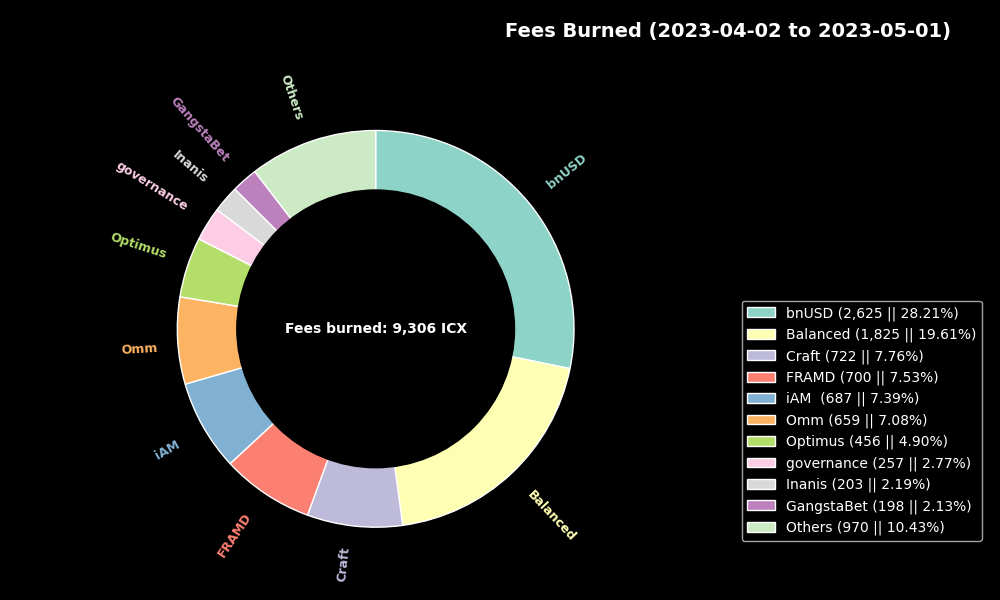 Fees Burned (2023-04-02 to 2023-05-01)
Others
GangstaBet
Inanis
governance
Optimus
Omm
iAM
FRAMD
Craft
Balanced
bnUSD
Fees burned: 9,306 ICX
bnUSD (2,625 || 28.21%)
Balanced (1,825 || 19.61%)
Craft (722 || 7.76%)
FRAMD (700 || 7.53%)
iAM  (687 || 7.39%)
Omm (659 || 7.08%)
Optimus (456 || 4.90%)
governance (257 || 2.77%)
Inanis (203 || 2.19%)
GangstaBet (198 || 2.13%)
Others (970 || 10.43%)